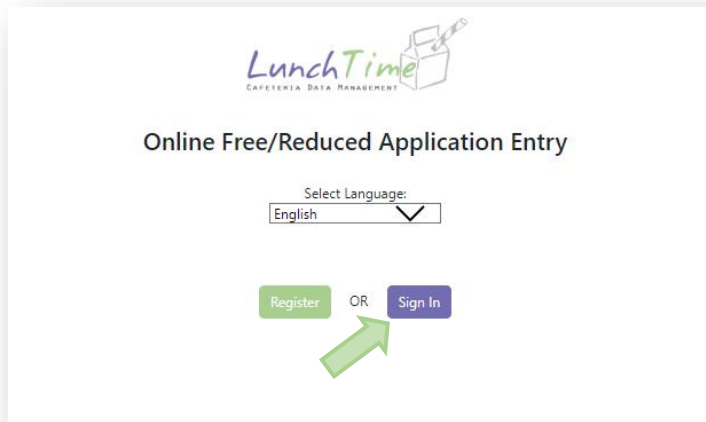 LunchTime
CAFETERIA DATA MANAGEMENT
Online Free/Reduced Application Entry
Select Language:
English
Register OR Sign In